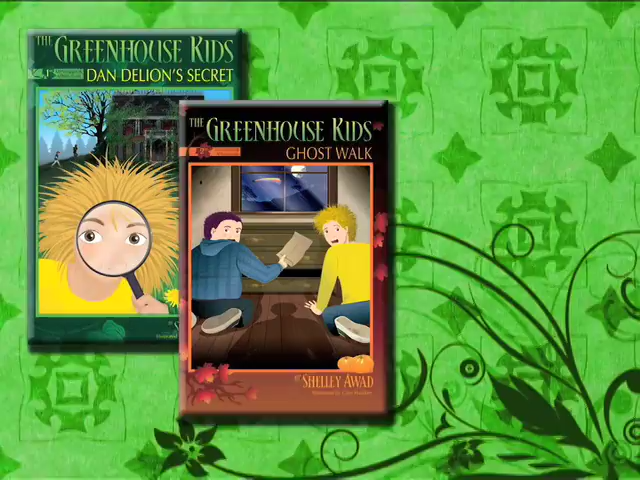 THE GREENHOUSE KIDS
DAN DELION'S SECRET
THE GREENHOUSE KIDS
GHOST WALK
BY SHELLEY AWAD